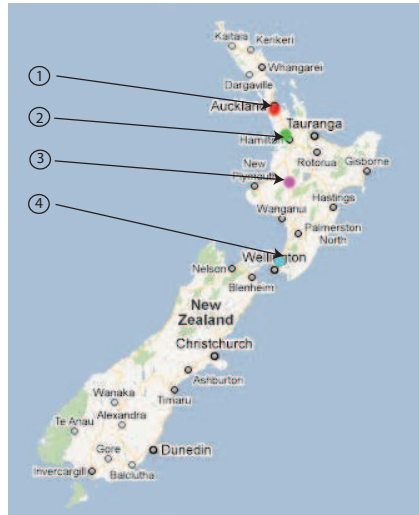 Kaitaia
Kerikeri
①
Whangarei
Dargaville
Auckland
②
Tauranga
Hamilton
③
Rotorua
Gisborne
New
Plymouth
Hastings
Wanganui
④
Palmerston
North
Wellington
Nelson
Blenheim
New
Zealand
Christchurch
Ashburton
Wanaka
Timaru
Te Anau
Alexandra
Gore
Dunedin
Invercargill
Balclutha